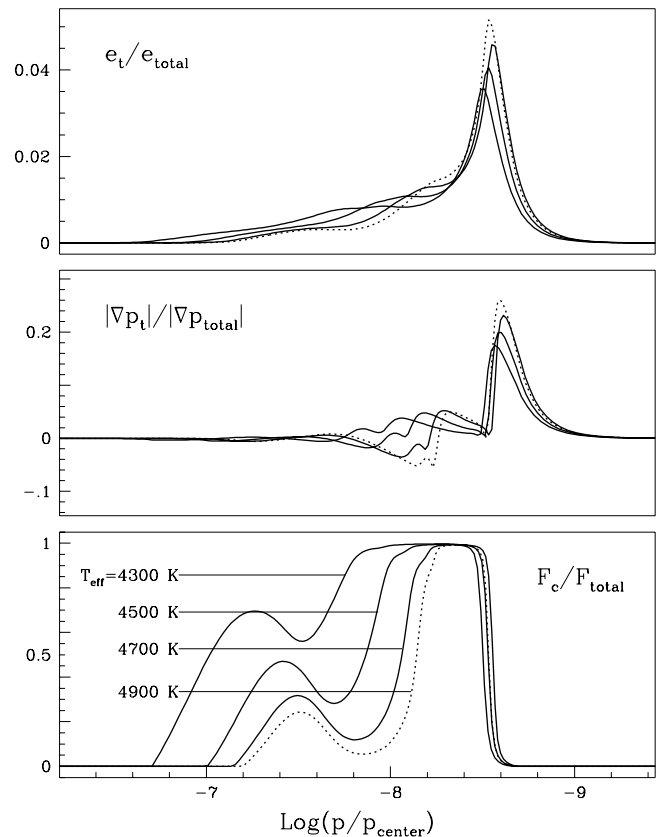 e_t/e_total
0.04
0.02
0
|∇p_t|/|∇p_total|
0.2
0
-.1
1
F_c/F_total
T_eff=4300 K
4500 K
0.5
4700 K
4900 K
0
-7
-8
-9
Log(p/p_center)